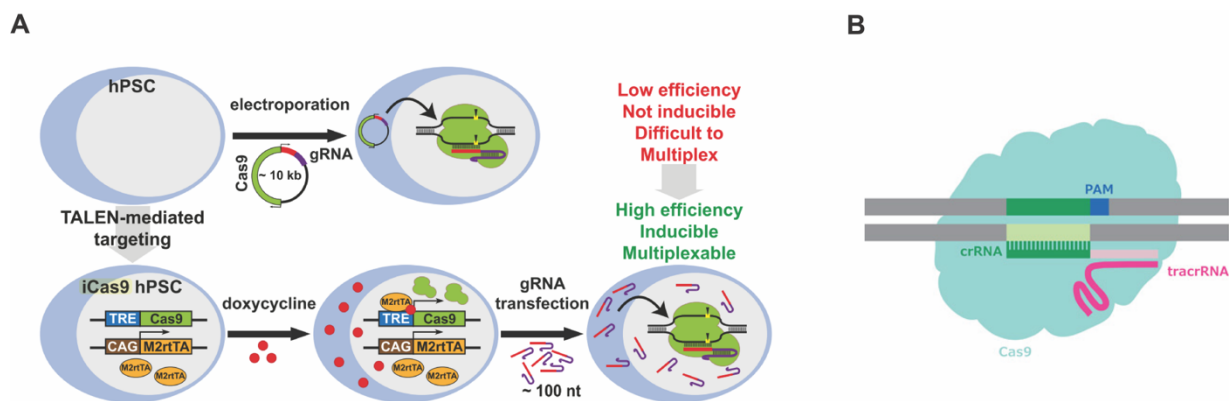 A
B
hPSC
electroporation
gRNA
Cas9
~ 10 kb
Low efficiency
Not inducible
Difficult to
Multiplex
TALEN-mediated
targeting
High efficiency
Inducible
Multiplexable
iCas9 hPSC
TRE Cas9
CAG M2rtTA
M2rtTA
M2rtTA
doxycycline
M2rtTA
TRE Cas9
CAG M2rtTA
M2rtTA
M2rtTA
gRNA
transfection
~ 100 nt
PAM
crRNA
tracrRNA
Cas9